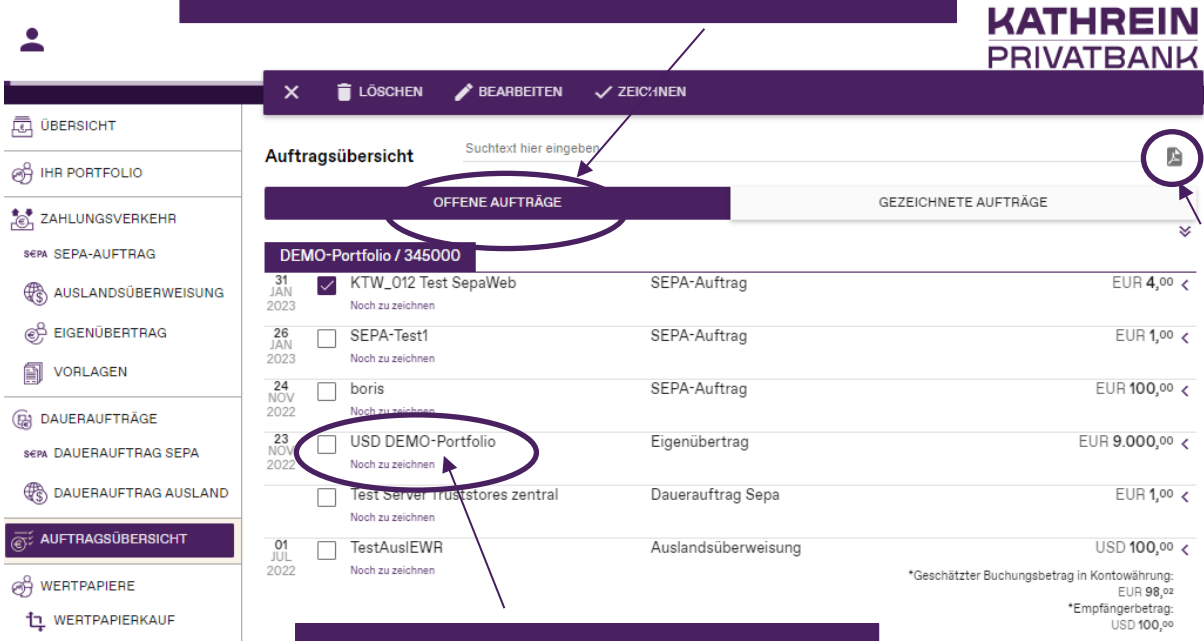 KATHREIN
PRIVATBANK
LÖSCHEN
BEARBEITEN
ZEICHNEN
ÜBERSICHT
IHR PORTFOLIO
ZAHLUNGSVERKEHR
SEPA SEPA-AUFTRAG
AUSLANDSÜBERWEISUNG
EIGENÜBERTRAG
VORLAGEN
DAUERAUFTRÄGE
SEPA DAUERAUFTRAG SEPA
DAUERAUFTRAG AUSLAND
AUFTRAGSÜBERSICHT
WERTPAPIERE
WERTPAPIERKAUF
Auftragsübersicht
Suchtext hier eingeben
OFFENE AUFTRÄGE
GEZEICHNETE AUFTRÄGE
DEMO-Portfolio / 345000
31 JAN 2023
KTW_012 Test SepaWeb
SEPA-Auftrag
EUR 4,00
Noch zu zeichnen
26 JAN 2023
SEPA-Test1
SEPA-Auftrag
EUR 1,00
Noch zu zeichnen
24 NOV 2022
boris
SEPA-Auftrag
EUR 100,00
Noch zu zeichnen
23 NOV 2022
USD DEMO-Portfolio
Eigenübertrag
EUR 9.000,00
Noch zu zeichnen
Test Server Truststores zentral
Dauerauftrag Sepa
EUR 1,00
Noch zu zeichnen
01 JUL 2022
TestAuslEWR
Auslandsüberweisung
USD 100,00
Noch zu zeichnen
*Geschätzter Buchungsbetrag in Kontowährung:
EUR 98,02
*Empfängerbetrag:
USD 100,00